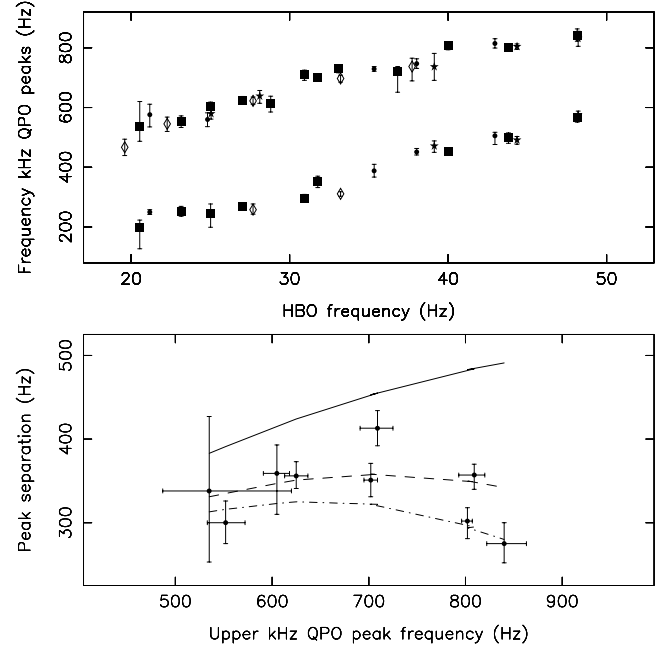 Frequency kHz QPO peaks (Hz)
800
600
400
200
20 30 40 50
HBO frequency (Hz)
Peak separation (Hz)
500
400
300
500 600 700 800 900
Upper kHz QPO peak frequency (Hz)